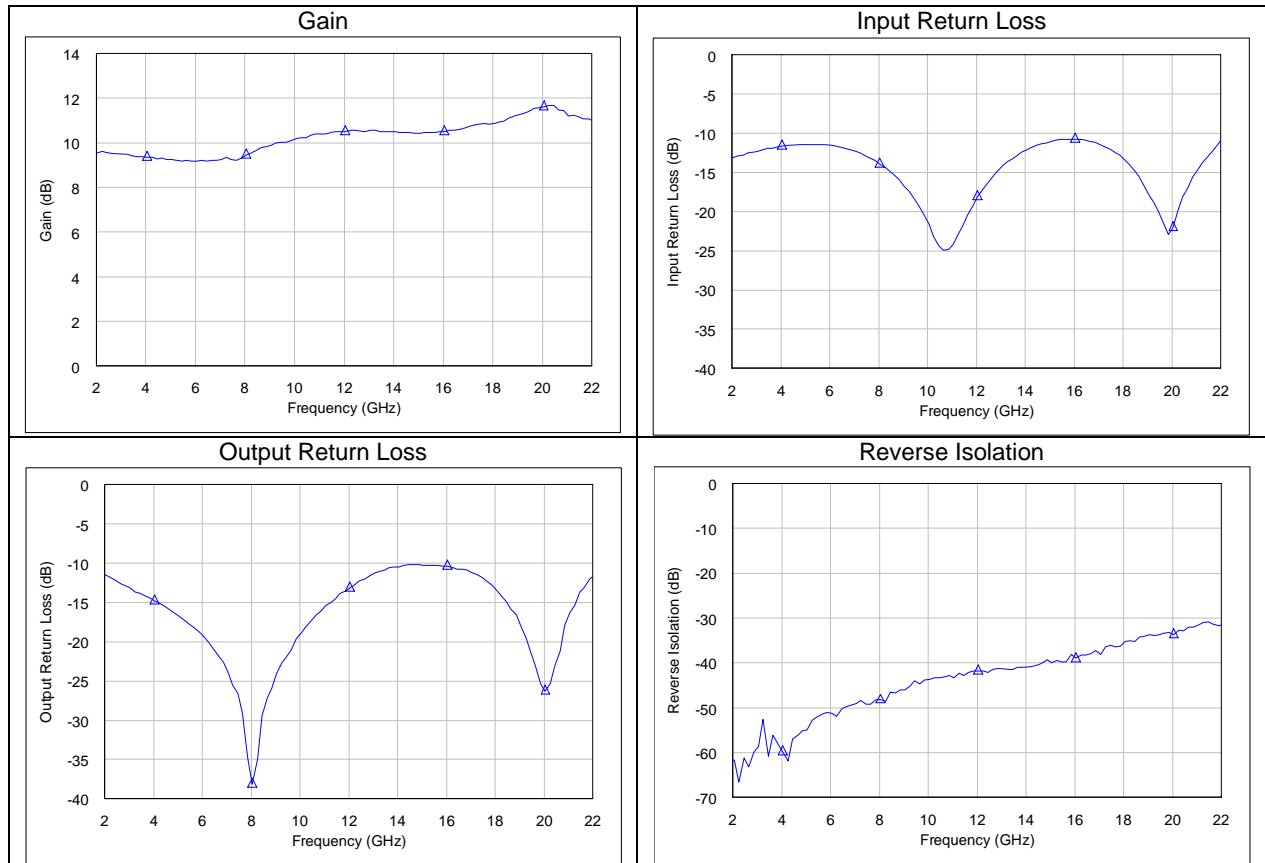 Gain
14
12
10
8
6
4
2
0
Gain (dB)
2 4 6 8 10 12 14 16 18 20 22
Frequency (GHz)
Input Return Loss
0
-5
-10
-15
-20
-25
-30
-35
-40
Input Return Loss (dB)
2 4 6 8 10 12 14 16 18 20 22
Frequency (GHz)
Output Return Loss
0
-5
-10
-15
-20
-25
-30
-35
-40
Output Return Loss (dB)
2 4 6 8 10 12 14 16 18 20 22
Frequency (GHz)
Reverse Isolation
0
-10
-20
-30
-40
-50
-60
-70
Reverse Isolation (dB)
2 4 6 8 10 12 14 16 18 20 22
Frequency (GHz)